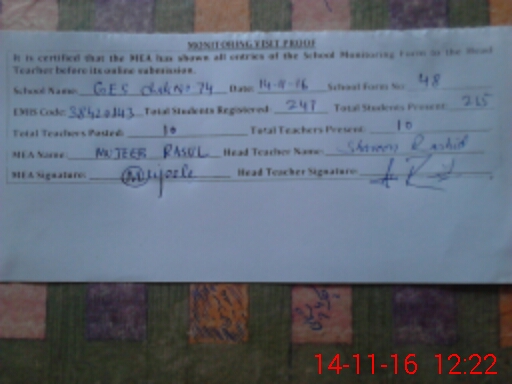 MONITORING VISIT PROOF
It is certified that the MEA has shown all entries of the School Monitoring Form to the Head
Teacher before its online submission.
School Name: GES Chak No 74 Date: 14-11-16 School Form No: 48
EMIS Code: Total Students Registered: 247 Total Students Present: 215
Total Teachers Posted: 10 Total Teachers Present: 10
MEA Name: MUJEEB RASUL Head Teacher Name: Rashid
MEA Signature: Head Teacher Signature:
14-11-16 12:22